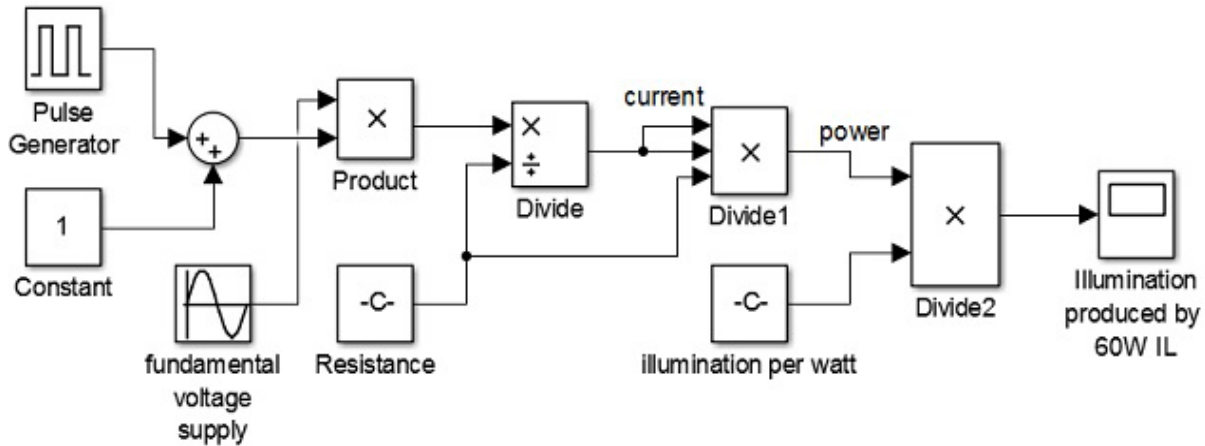 Pulse
Generator
+
+
1
Constant
fundamental
voltage
supply
×
Product
-C-
Resistance
×
÷
Divide
current
×
Divide1
power
-C-
illumination per watt
×
Divide2
Illumination
produced by
60W IL